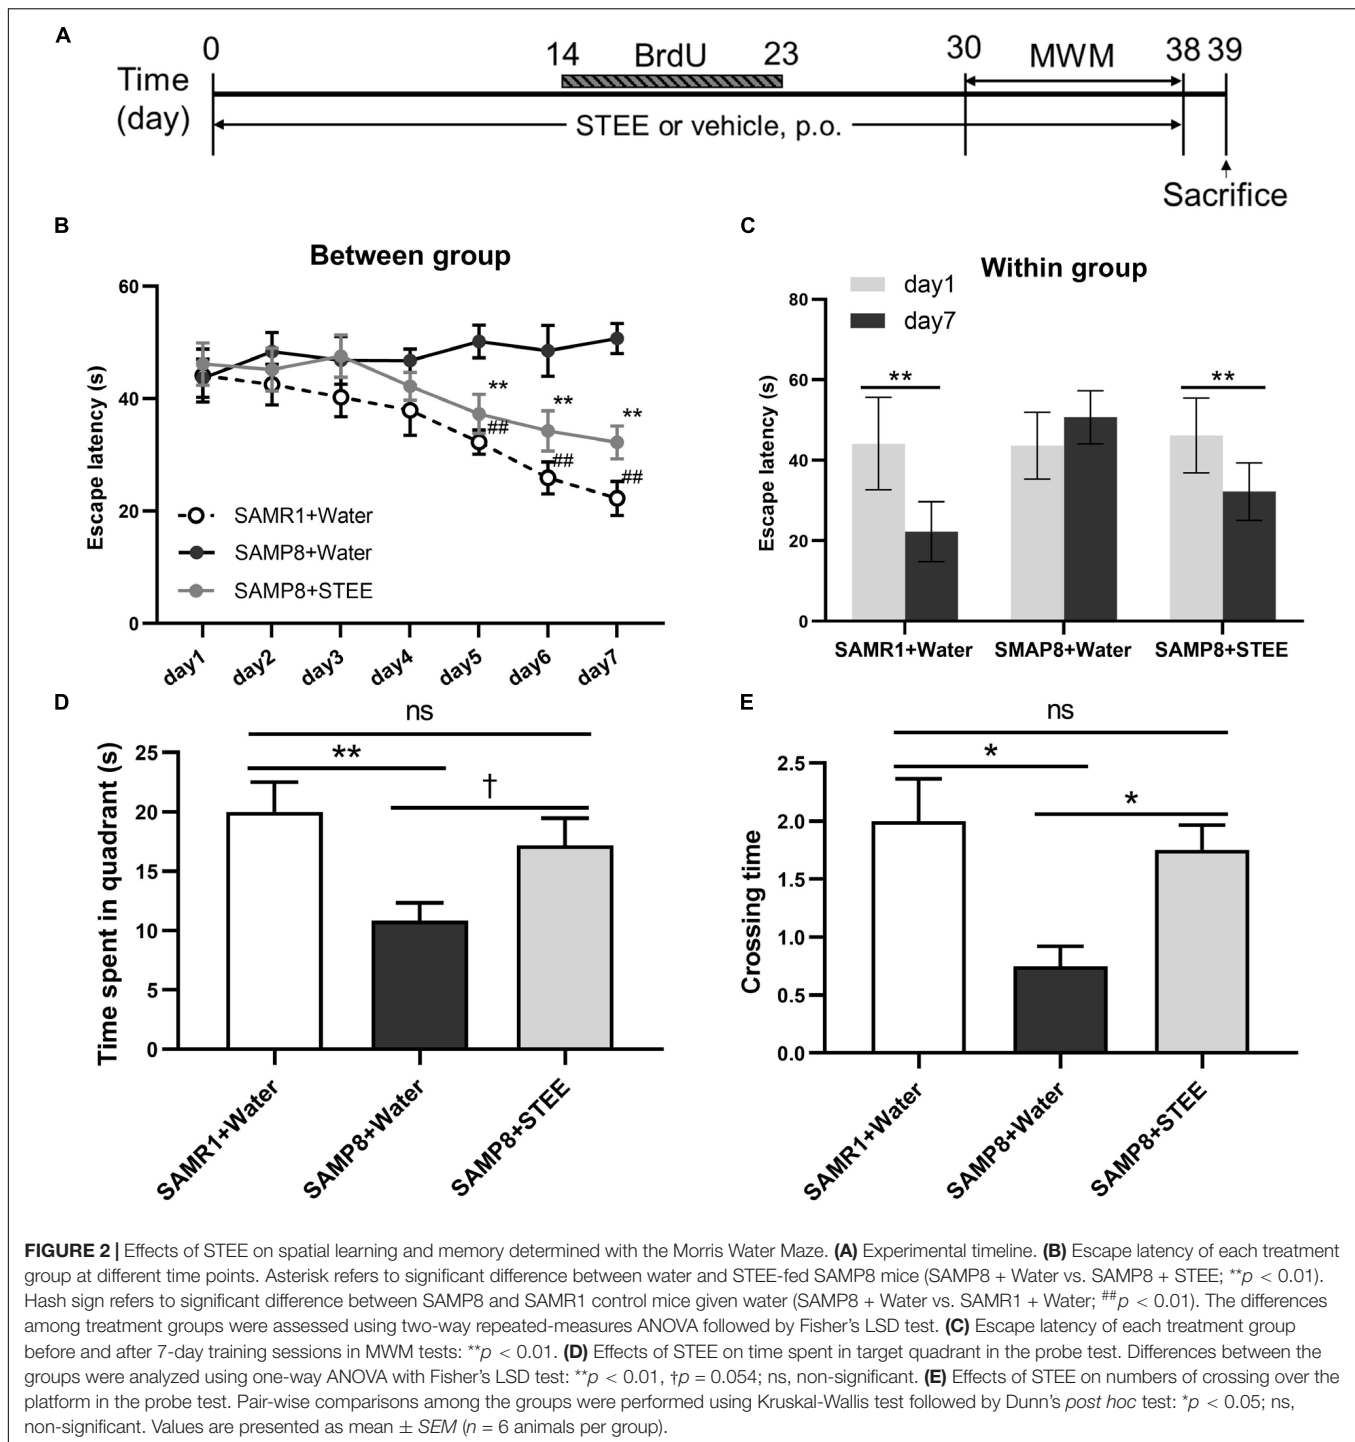 A
0 14 BrdU 23 30 MWM 38 39
Time
(day)
STEE or vehicle, p.o.
Sacrifice
B
Between group
60
40
20
0
Escape latency (s)
** ** **
## ## ##
SAMR1+Water
SAMP8+Water
SAMP8+STEE
day1 day2 day3 day4 day5 day6 day7
C
Within group
day1
day7
80
60
40
20
0
Escape latency (s)
** **
SAMR1+Water SMAP8+Water SAMP8+STEE
D
ns
**
†
25
20
15
10
5
0
Time spent in quadrant (s)
SAMR1+Water SAMP8+Water SAMP8+STEE
E
ns
*
*
2.5
2.0
1.5
1.0
0.5
0.0
Crossing time
SAMR1+Water SAMP8+Water SAMP8+STEE
FIGURE 2 | Effects of STEE on spatial learning and memory determined with the Morris Water Maze. (A) Experimental timeline. (B) Escape latency of each treatment
group at different time points. Asterisk refers to significant difference between water and STEE-fed SAMP8 mice (SAMP8 + Water vs. SAMP8 + STEE; **p < 0.01).
Hash sign refers to significant difference between SAMP8 and SAMR1 control mice given water (SAMP8 + Water vs. SAMR1 + Water; ##p < 0.01). The differences
among treatment groups were assessed using two-way repeated-measures ANOVA followed by Fisher's LSD test. (C) Escape latency of each treatment group
before and after 7-day training sessions in MWM tests: **p < 0.01. (D) Effects of STEE on time spent in target quadrant in the probe test. Differences between the
groups were analyzed using one-way ANOVA with Fisher's LSD test: **p < 0.01, †p = 0.054; ns, non-significant. (E) Effects of STEE on numbers of crossing over the
platform in the probe test. Pair-wise comparisons among the groups were performed using Kruskal-Wallis test followed by Dunn's post hoc test: *p < 0.05; ns,
non-significant. Values are presented as mean ± SEM (n = 6 animals per group).